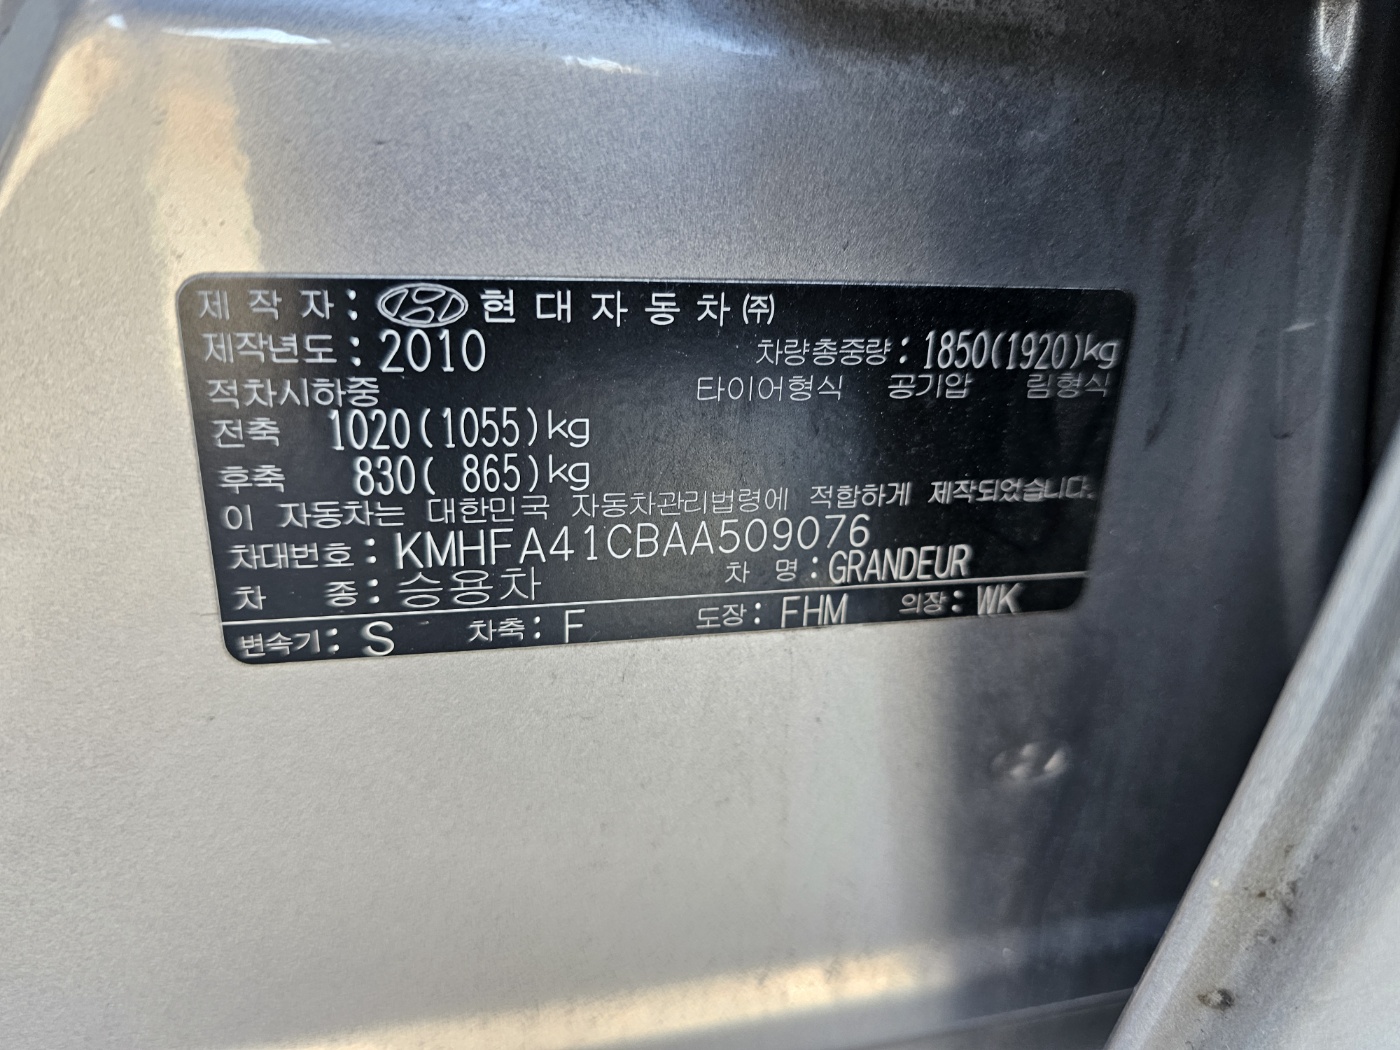 제 작 자 : 현 대 자 동 차 ㈜
제작년도 : 2010 차량총중량 : 1850(1920)kg
적차시하중 타이어형식 공기압 림형식
전축 1020(1055)kg
후축 830( 865)kg
이 자동차는 대한민국 자동차관리법령에 적합하게 제작되었습니다.
차대번호 : KMHFA41CBAA509076
차 종 : 승용차 차 명 : GRANDEUR
변속기 : S 차축 : F 도장 : FHM 의장 : WK